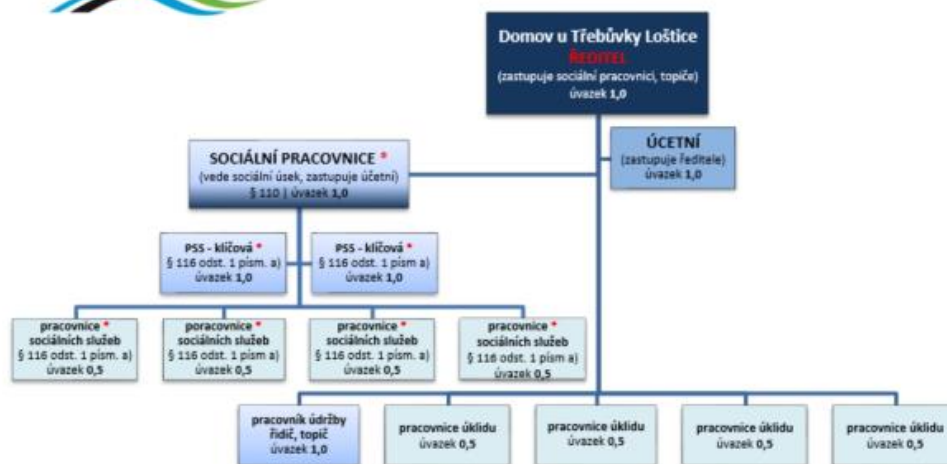 Domov u Třebůvky Loštice
ŘEDITEL
(zastupuje sociální pracovnici, topiče)
úvazek 1,0
ÚCETNÍ
(zastupuje ředitele)
úvazek 1,0
SOCIÁLNÍ PRACOVNICE *
(vede sociální úsek, zastupuje účetní)
§ 110 | úvazek 1,0
PSS - klíčová *
§ 116 odst. 1 písm. a)
úvazek 1,0
PSS - klíčová *
§ 116 odst. 1 písm a)
úvazek 1,0
pracovnice *
sociálních služeb
§ 116 odst. 1 písm. a)
úvazek 0,5
poracovnice *
sociálních služeb
§ 116 odst. 1 písm a)
úvazek 0,5
pracovnice *
sociálních služeb
§ 116 odst. 1 písm a)
úvazek 0,5
pracovnice *
sociálních služeb
§ 116 odst. 1 písm a)
úvazek 0,5
pracovník údržby
řidič, topič
úvazek 1,0
pracovnice úklidu
úvazek 0,5
pracovnice úklidu
úvazek 0,5
pracovnice úklidu
úvazek 0,5
pracovnice úklidu
úvazek 0,5